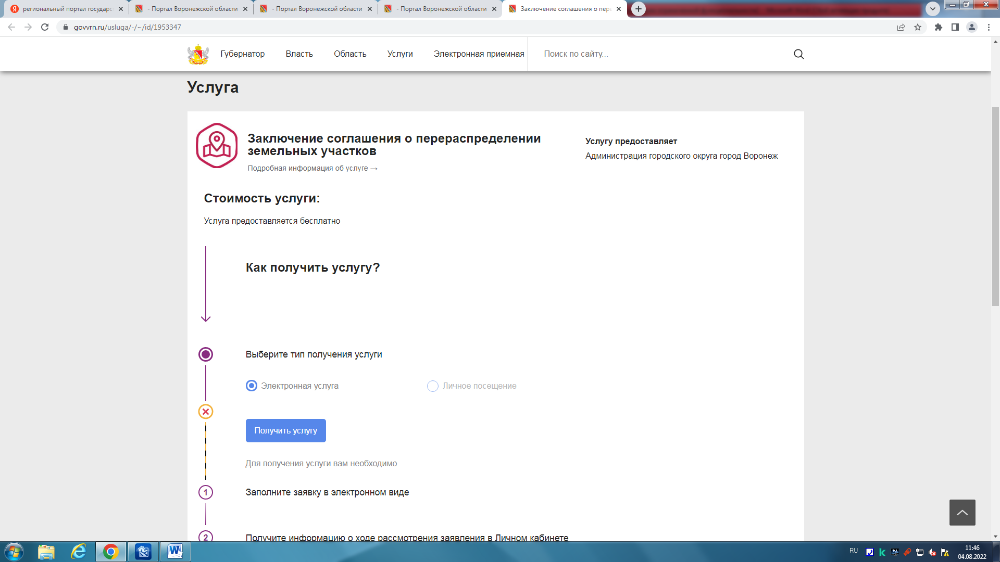 региональный портал государст
- Портал Воронежской области
- Портал Воронежской области
- Портал Воронежской области
Заключение соглашения о пере
govvrn.ru/usluga/-/~/id/1953347
Губернатор Власть Область Услуги Электронная приемная Поиск по сайту...
Услуга
Заключение соглашения о перераспределении
земельных участков
Подробная информация об услуге →
Услугу предоставляет
Администрация городского округа город Воронеж
Стоимость услуги:
Услуга предоставляется бесплатно
Как получить услугу?
Выберите тип получения услуги
Электронная услуга Личное посещение
Получить услугу
Для получения услуги вам необходимо
1 Заполните заявку в электронном виде
2 Получите информацию о ходе рассмотрения заявления в Личном кабинете
RU
11:46
04.08.2022